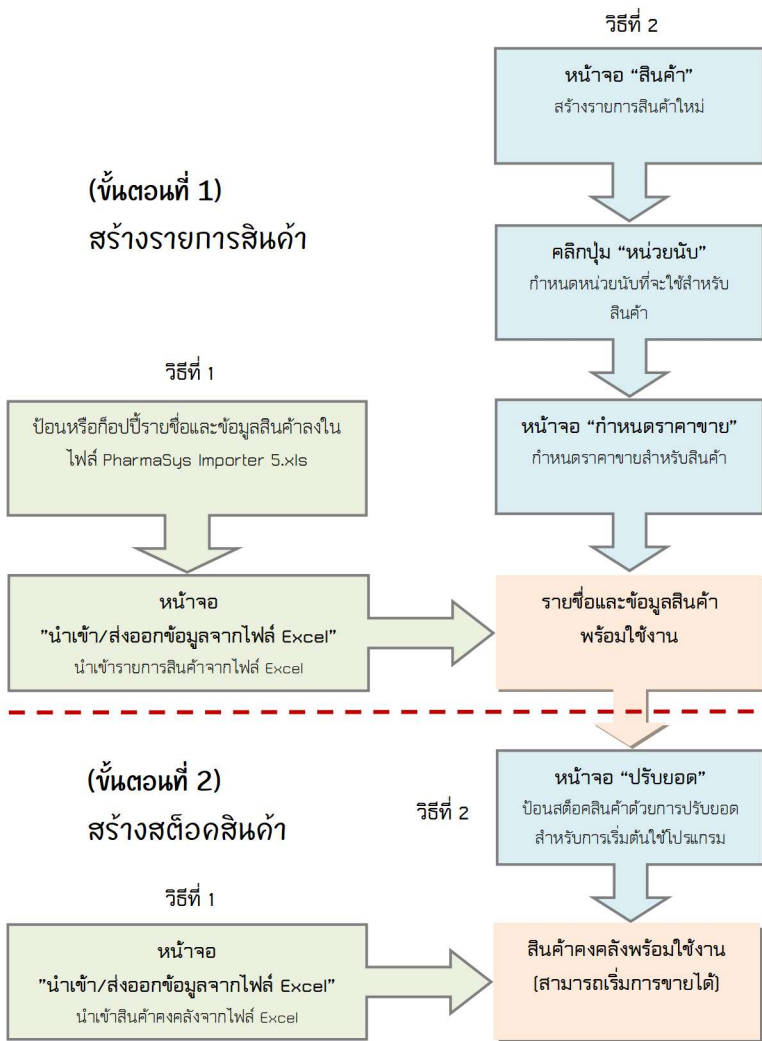 วิธีที่ 2
หน้าจอ “สินค้า”
สร้างรายการสินค้าใหม่
(ขั้นตอนที่ 1)
สร้างรายการสินค้า
คลิกปุ่ม “หน่วยนับ”
กำหนดหน่วยนับที่จะใช้สำหรับ
สินค้า
วิธีที่ 1
ป้อนหรือก็อปปี้รายชื่อและข้อมูลสินค้าลงใน
ไฟล์ PharmaSys Importer 5.xls
หน้าจอ “กำหนดราคาขาย”
กำหนดราคาขายสำหรับสินค้า
หน้าจอ
”นำเข้า/ส่งออกข้อมูลจากไฟล์ Excel”
นำเข้ารายการสินค้าจากไฟล์ Excel
รายชื่อและข้อมูลสินค้า
พร้อมใช้งาน
(ขั้นตอนที่ 2)
สร้างสต็อคสินค้า
วิธีที่ 2
หน้าจอ “ปรับยอด”
ป้อนสต็อคสินค้าด้วยการปรับยอด
สำหรับการเริ่มต้นใช้โปรแกรม
วิธีที่ 1
หน้าจอ
”นำเข้า/ส่งออกข้อมูลจากไฟล์ Excel”
นำเข้าสินค้าคงคลังจากไฟล์ Excel
สินค้าคงคลังพร้อมใช้งาน
(สามารถเริ่มการขายได้)